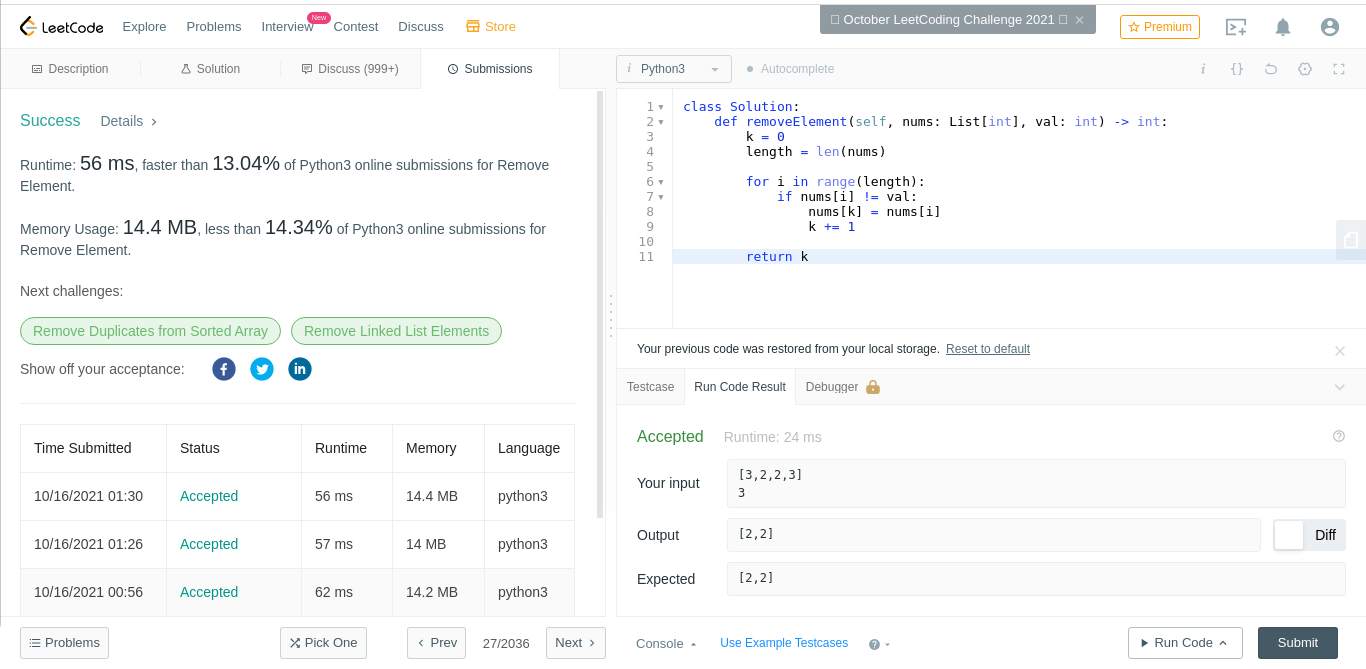 LeetCode Explore Problems Interview New Contest Discuss Store October LeetCoding Challenge 2021 × Premium
Description Solution Discuss (999+) Submissions
Success Details >
Runtime: 56 ms, faster than 13.04% of Python3 online submissions for Remove
Element.
Memory Usage: 14.4 MB, less than 14.34% of Python3 online submissions for
Remove Element.
Next challenges:
Remove Duplicates from Sorted Array Remove Linked List Elements
Show off your acceptance:
Time Submitted Status Runtime Memory Language
10/16/2021 01:30 Accepted 56 ms 14.4 MB python3
10/16/2021 01:26 Accepted 57 ms 14 MB python3
10/16/2021 00:56 Accepted 62 ms 14.2 MB python3
Problems Pick One < Prev 27/2036 Next >
i Python3 Autocomplete i {}
1 class Solution:
2 def removeElement(self, nums: List[int], val: int) -> int:
3 k = 0
4 length = len(nums)
5
6 for i in range(length):
7 if nums[i] != val:
8 nums[k] = nums[i]
9 k += 1
10
11 return k
Your previous code was restored from your local storage. Reset to default
Testcase Run Code Result Debugger
Accepted Runtime: 24 ms
Your input [3,2,2,3]
3
Output [2,2] Diff
Expected [2,2]
Console Use Example Testcases ? Run Code Submit